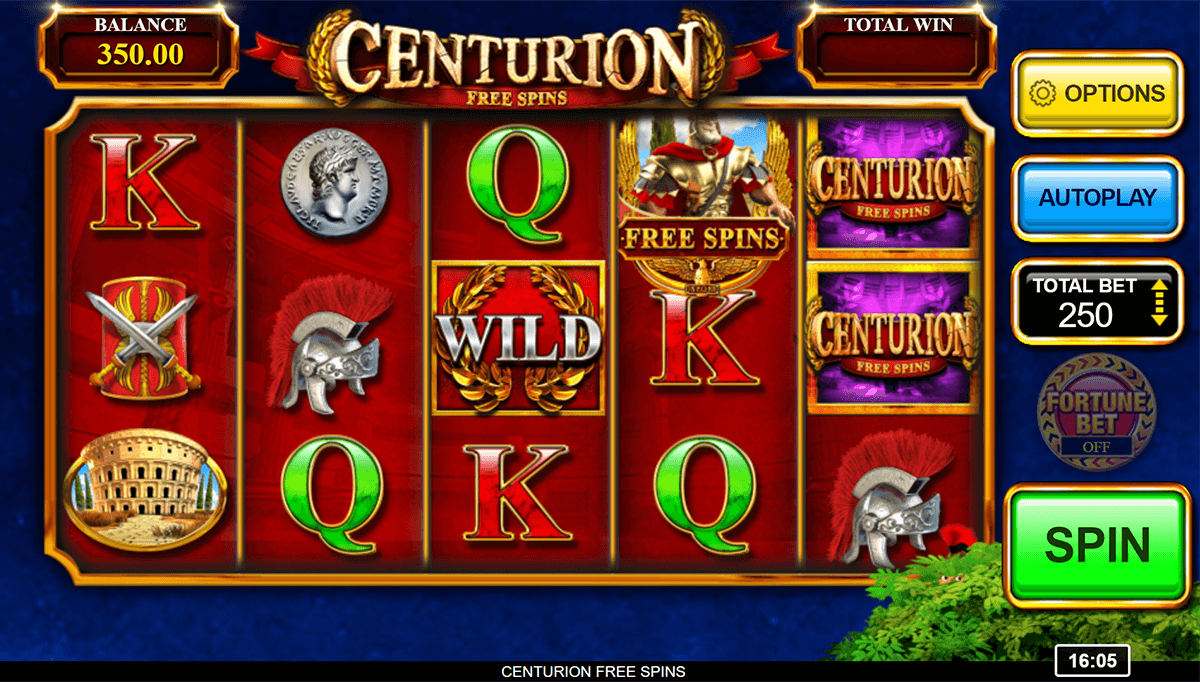 BALANCE
350.00
CENTURION
FREE SPINS
TOTAL WIN
OPTIONS
K
Q
FREE SPINS
CENTURION
FREE SPINS
AUTOPLAY
WILD
K
CENTURION
FREE SPINS
TOTAL BET
250
FORTUNE
BET
OFF
Q
K
Q
SPIN
CENTURION FREE SPINS
16:05